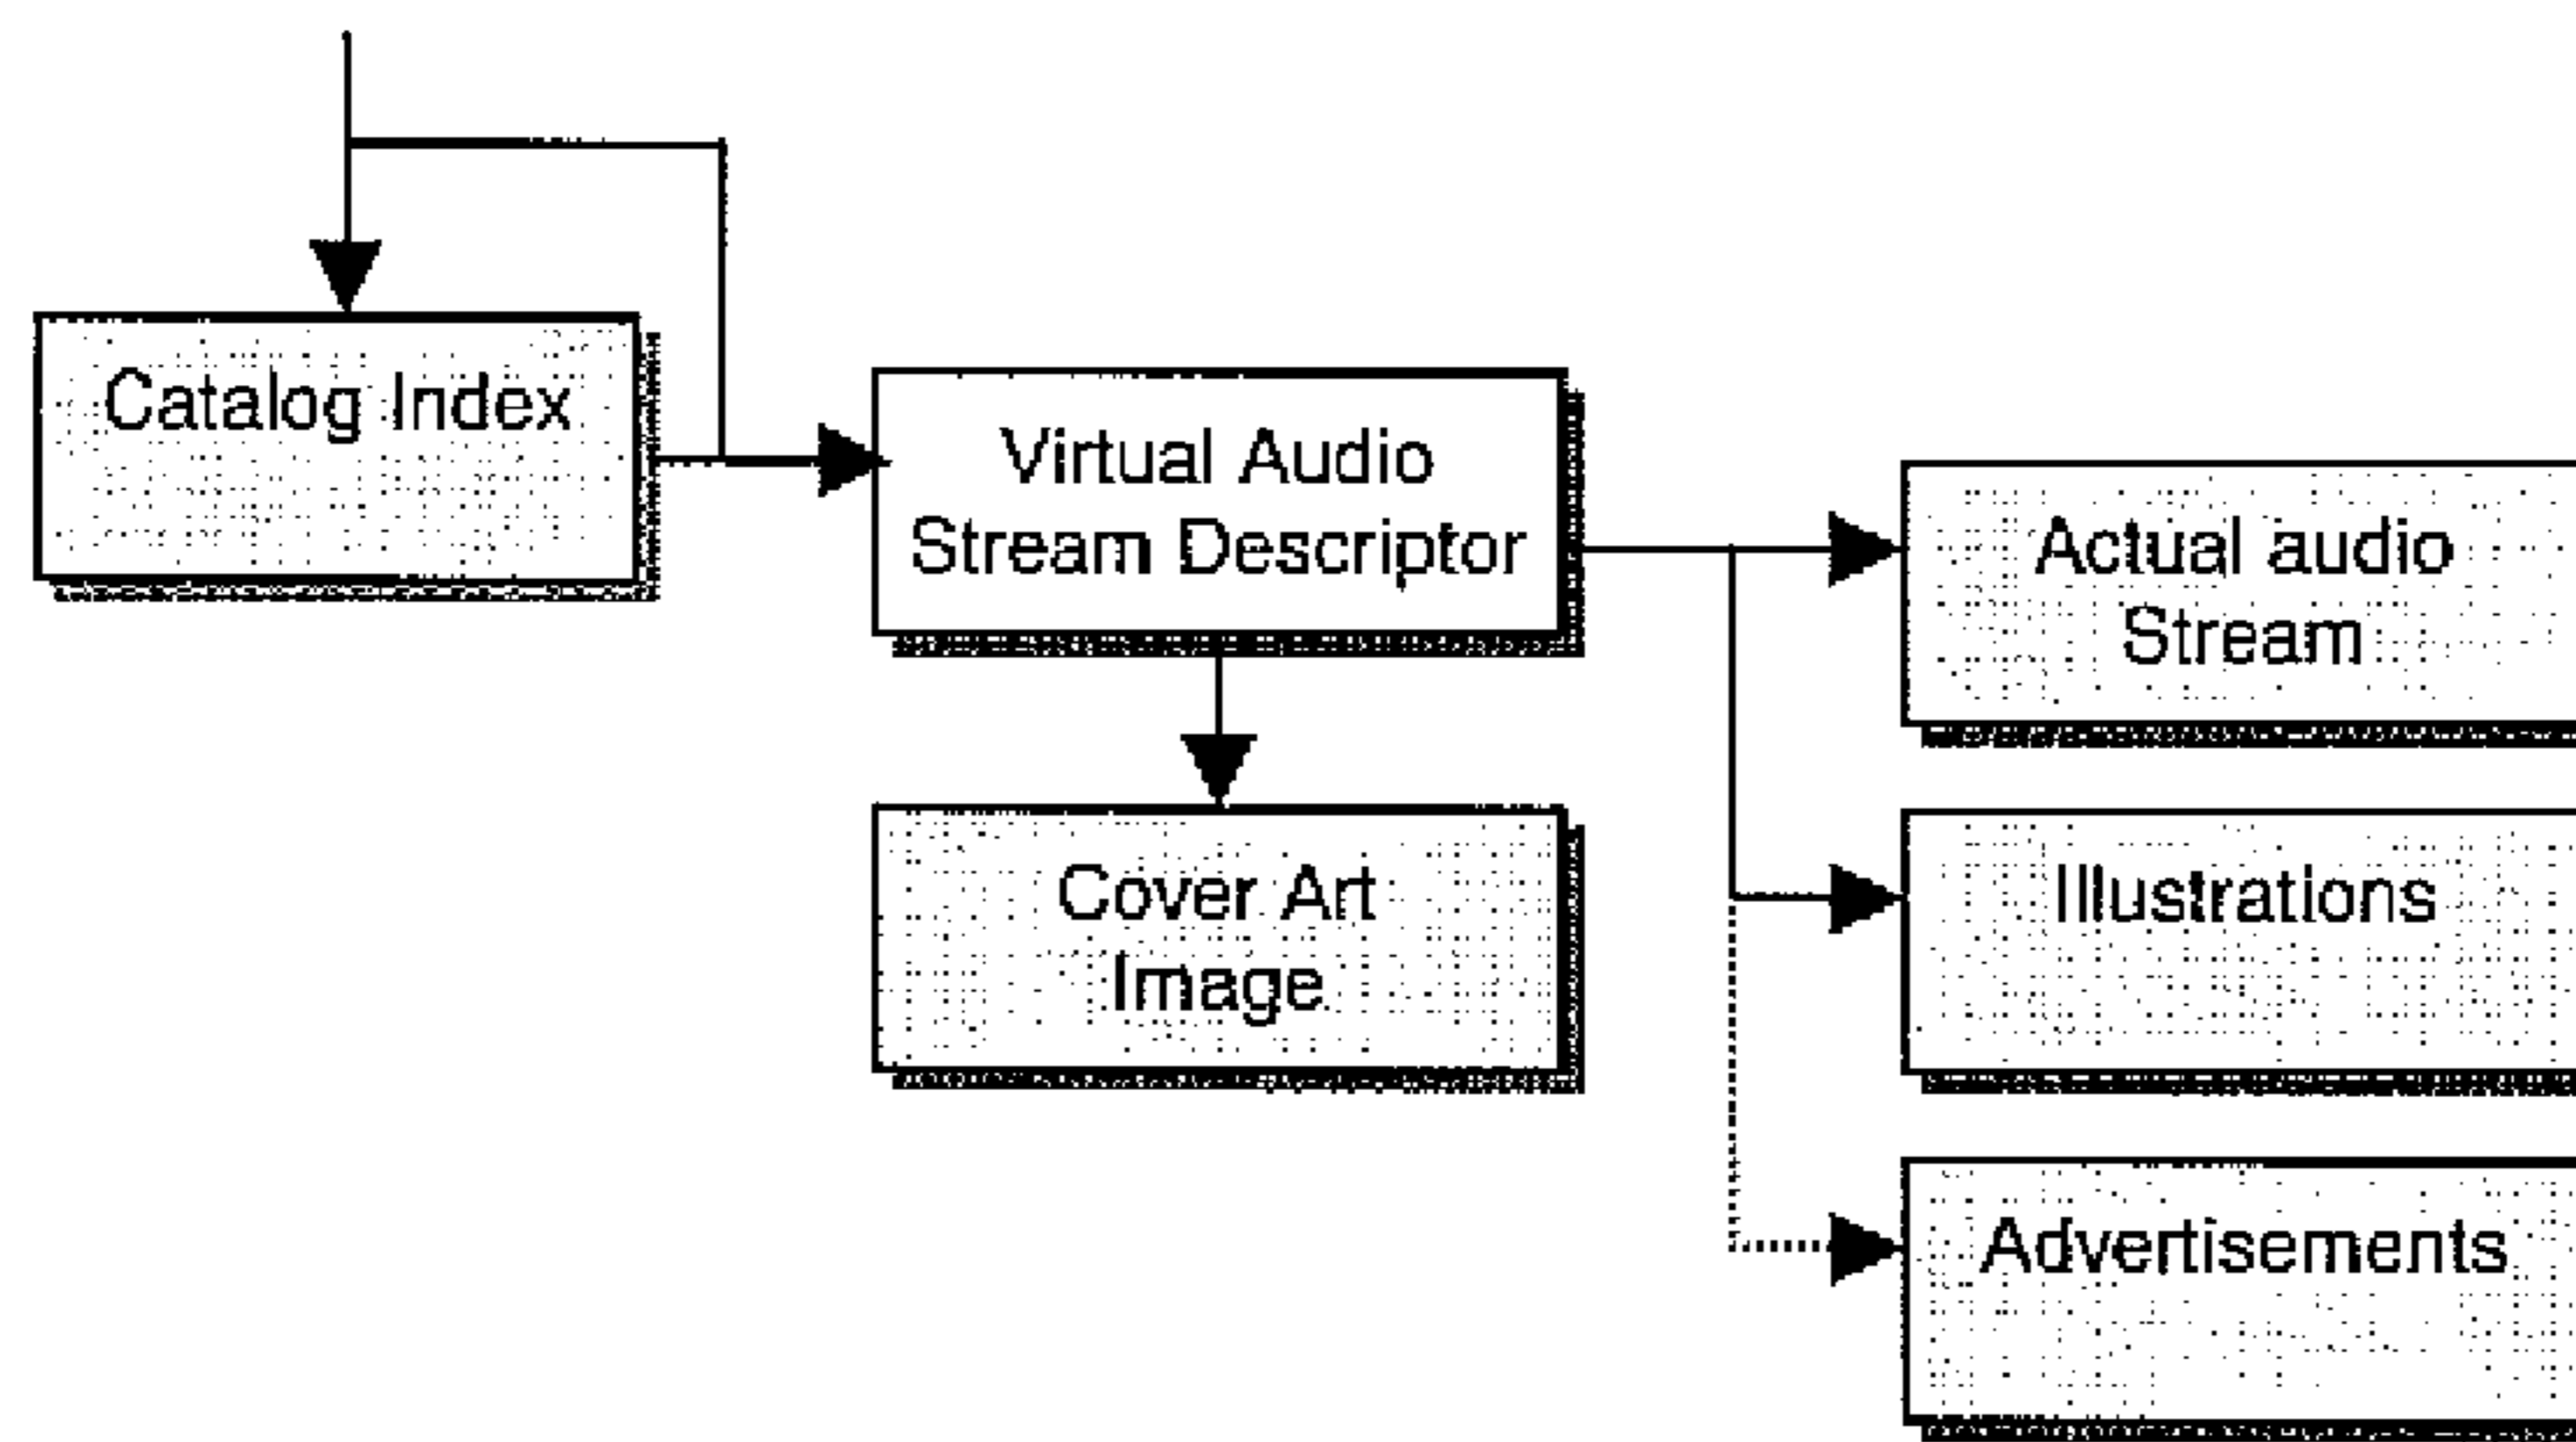 Catalog Index
Virtual Audio
Stream Descriptor
Actual audio
Stream
Cover Art
Image
Illustrations
Advertisements